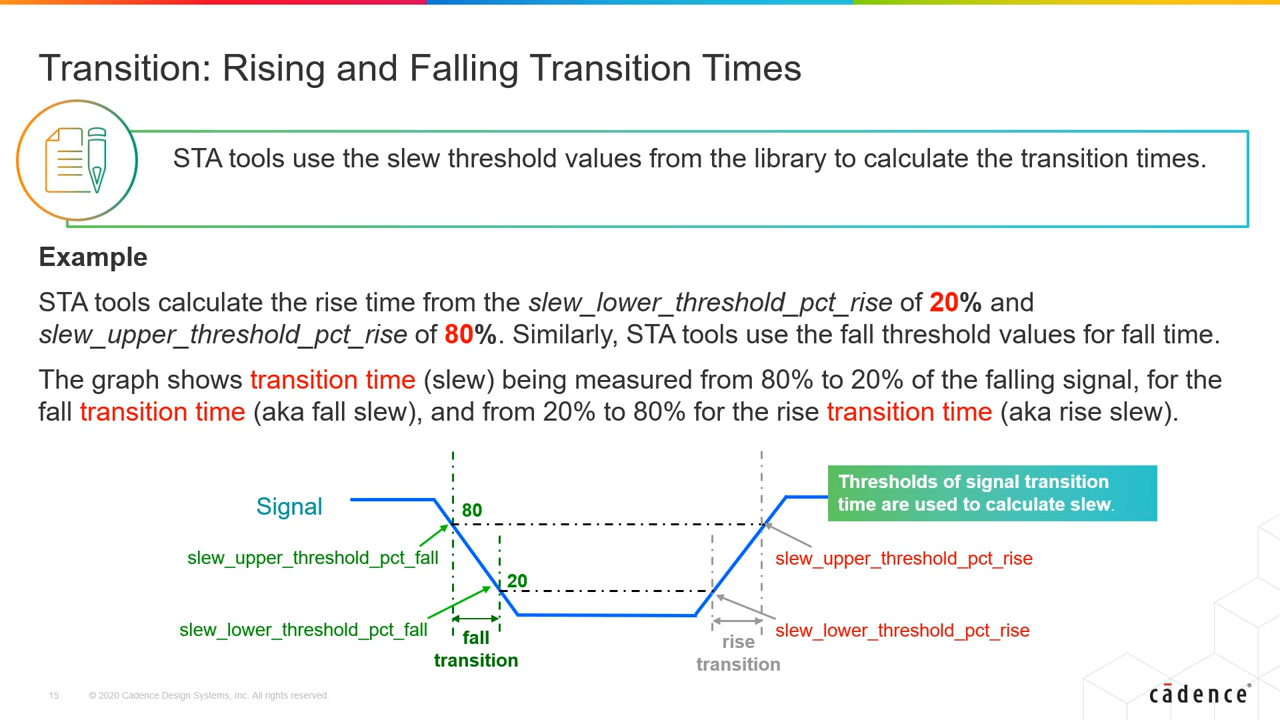 Transition: Rising and Falling Transition Times
STA tools use the slew threshold values from the library to calculate the transition times.
Example
STA tools calculate the rise time from the slew_lower_threshold_pct_rise of 20% and
slew_upper_threshold_pct_rise of 80%. Similarly, STA tools use the fall threshold values for fall time.
The graph shows transition time (slew) being measured from 80% to 20% of the falling signal, for the
fall transition time (aka fall slew), and from 20% to 80% for the rise transition time (aka rise slew).
Signal
80
Thresholds of signal transition
time are used to calculate slew.
slew_upper_threshold_pct_fall
slew_upper_threshold_pct_rise
20
slew_lower_threshold_pct_fall
slew_lower_threshold_pct_rise
fall
transition
rise
transition
15
© 2020 Cadence Design Systems, Inc. All rights reserved.
cādence®